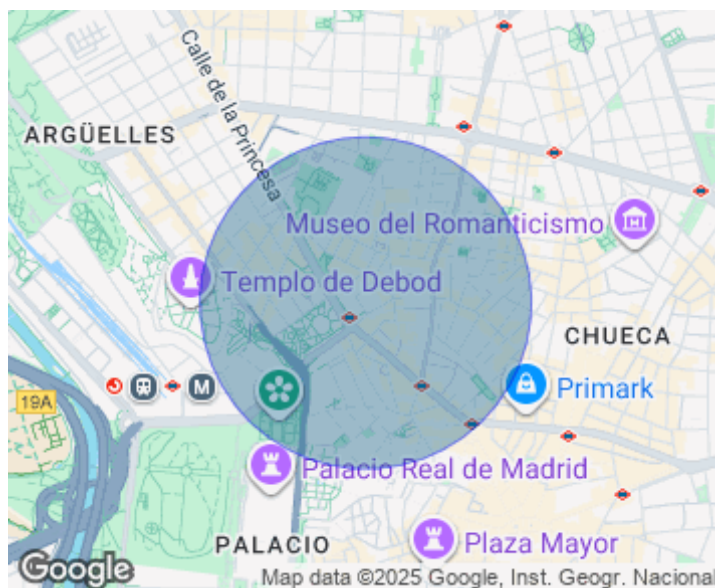 Calle de la Princesa
ARGÜELLES
Museo del Romanticismo
Templo de Debod
CHUECA
M
Primark
19A
Palacio Real de Madrid
PALACIO
Plaza Mayor
Google
Map data ©2025 Google, Inst. Geogr. Nacional